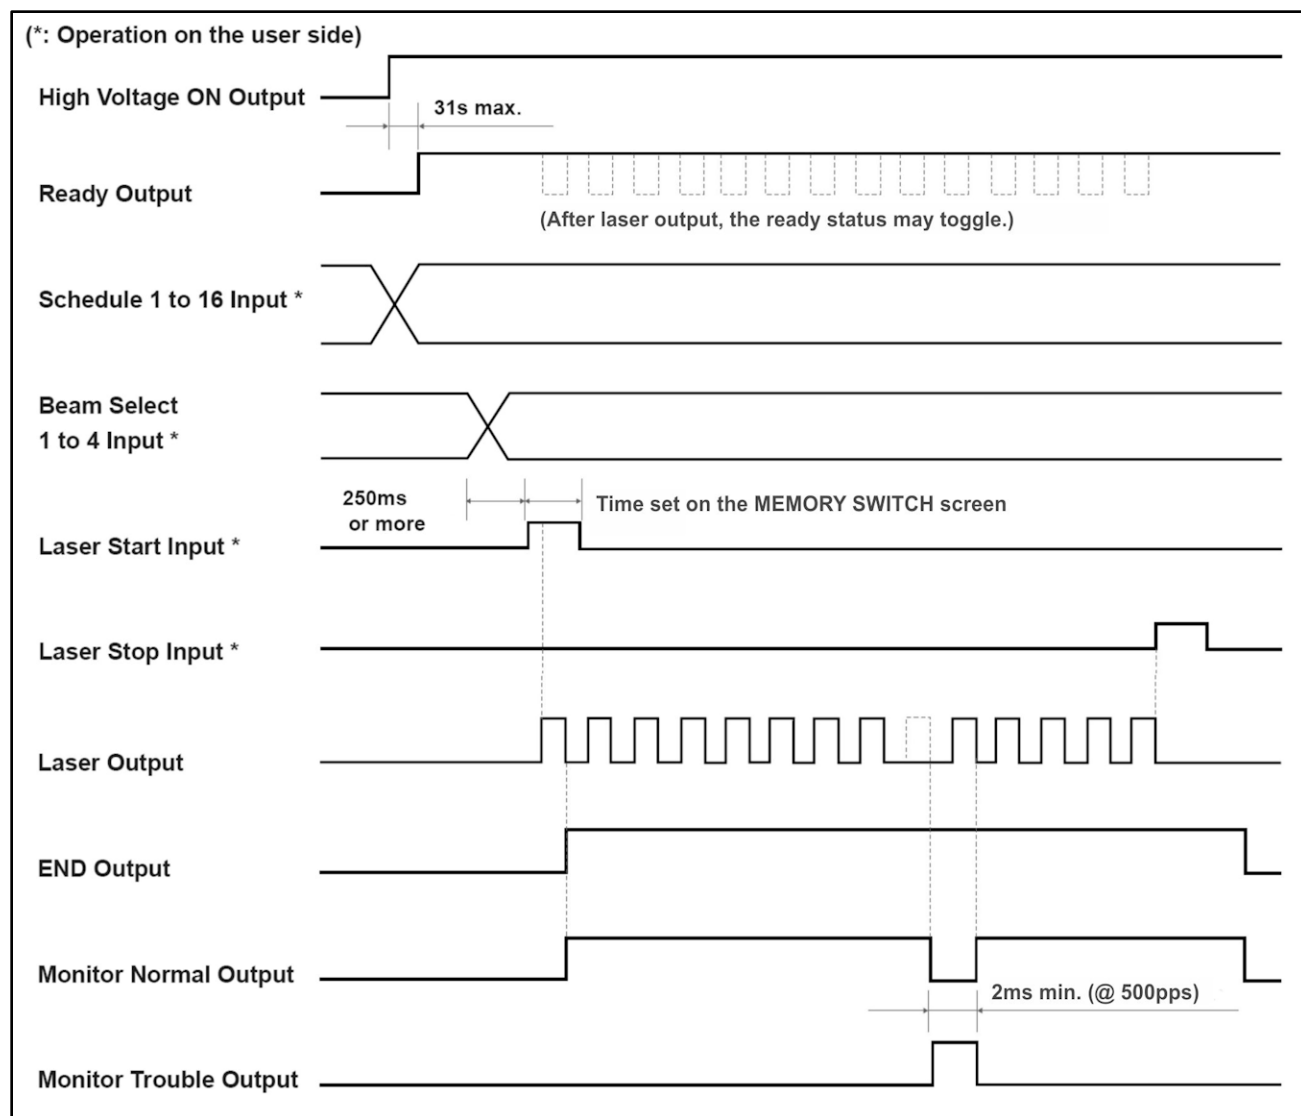 (*: Operation on the user side)
High Voltage ON Output
31s max.
Ready Output
(After laser output, the ready status may toggle.)
Schedule 1 to 16 Input *
Beam Select
1 to 4 Input *
250ms
or more
Time set on the MEMORY SWITCH screen
Laser Start Input *
Laser Stop Input *
Laser Output
END Output
Monitor Normal Output
2ms min. (@ 500pps)
Monitor Trouble Output